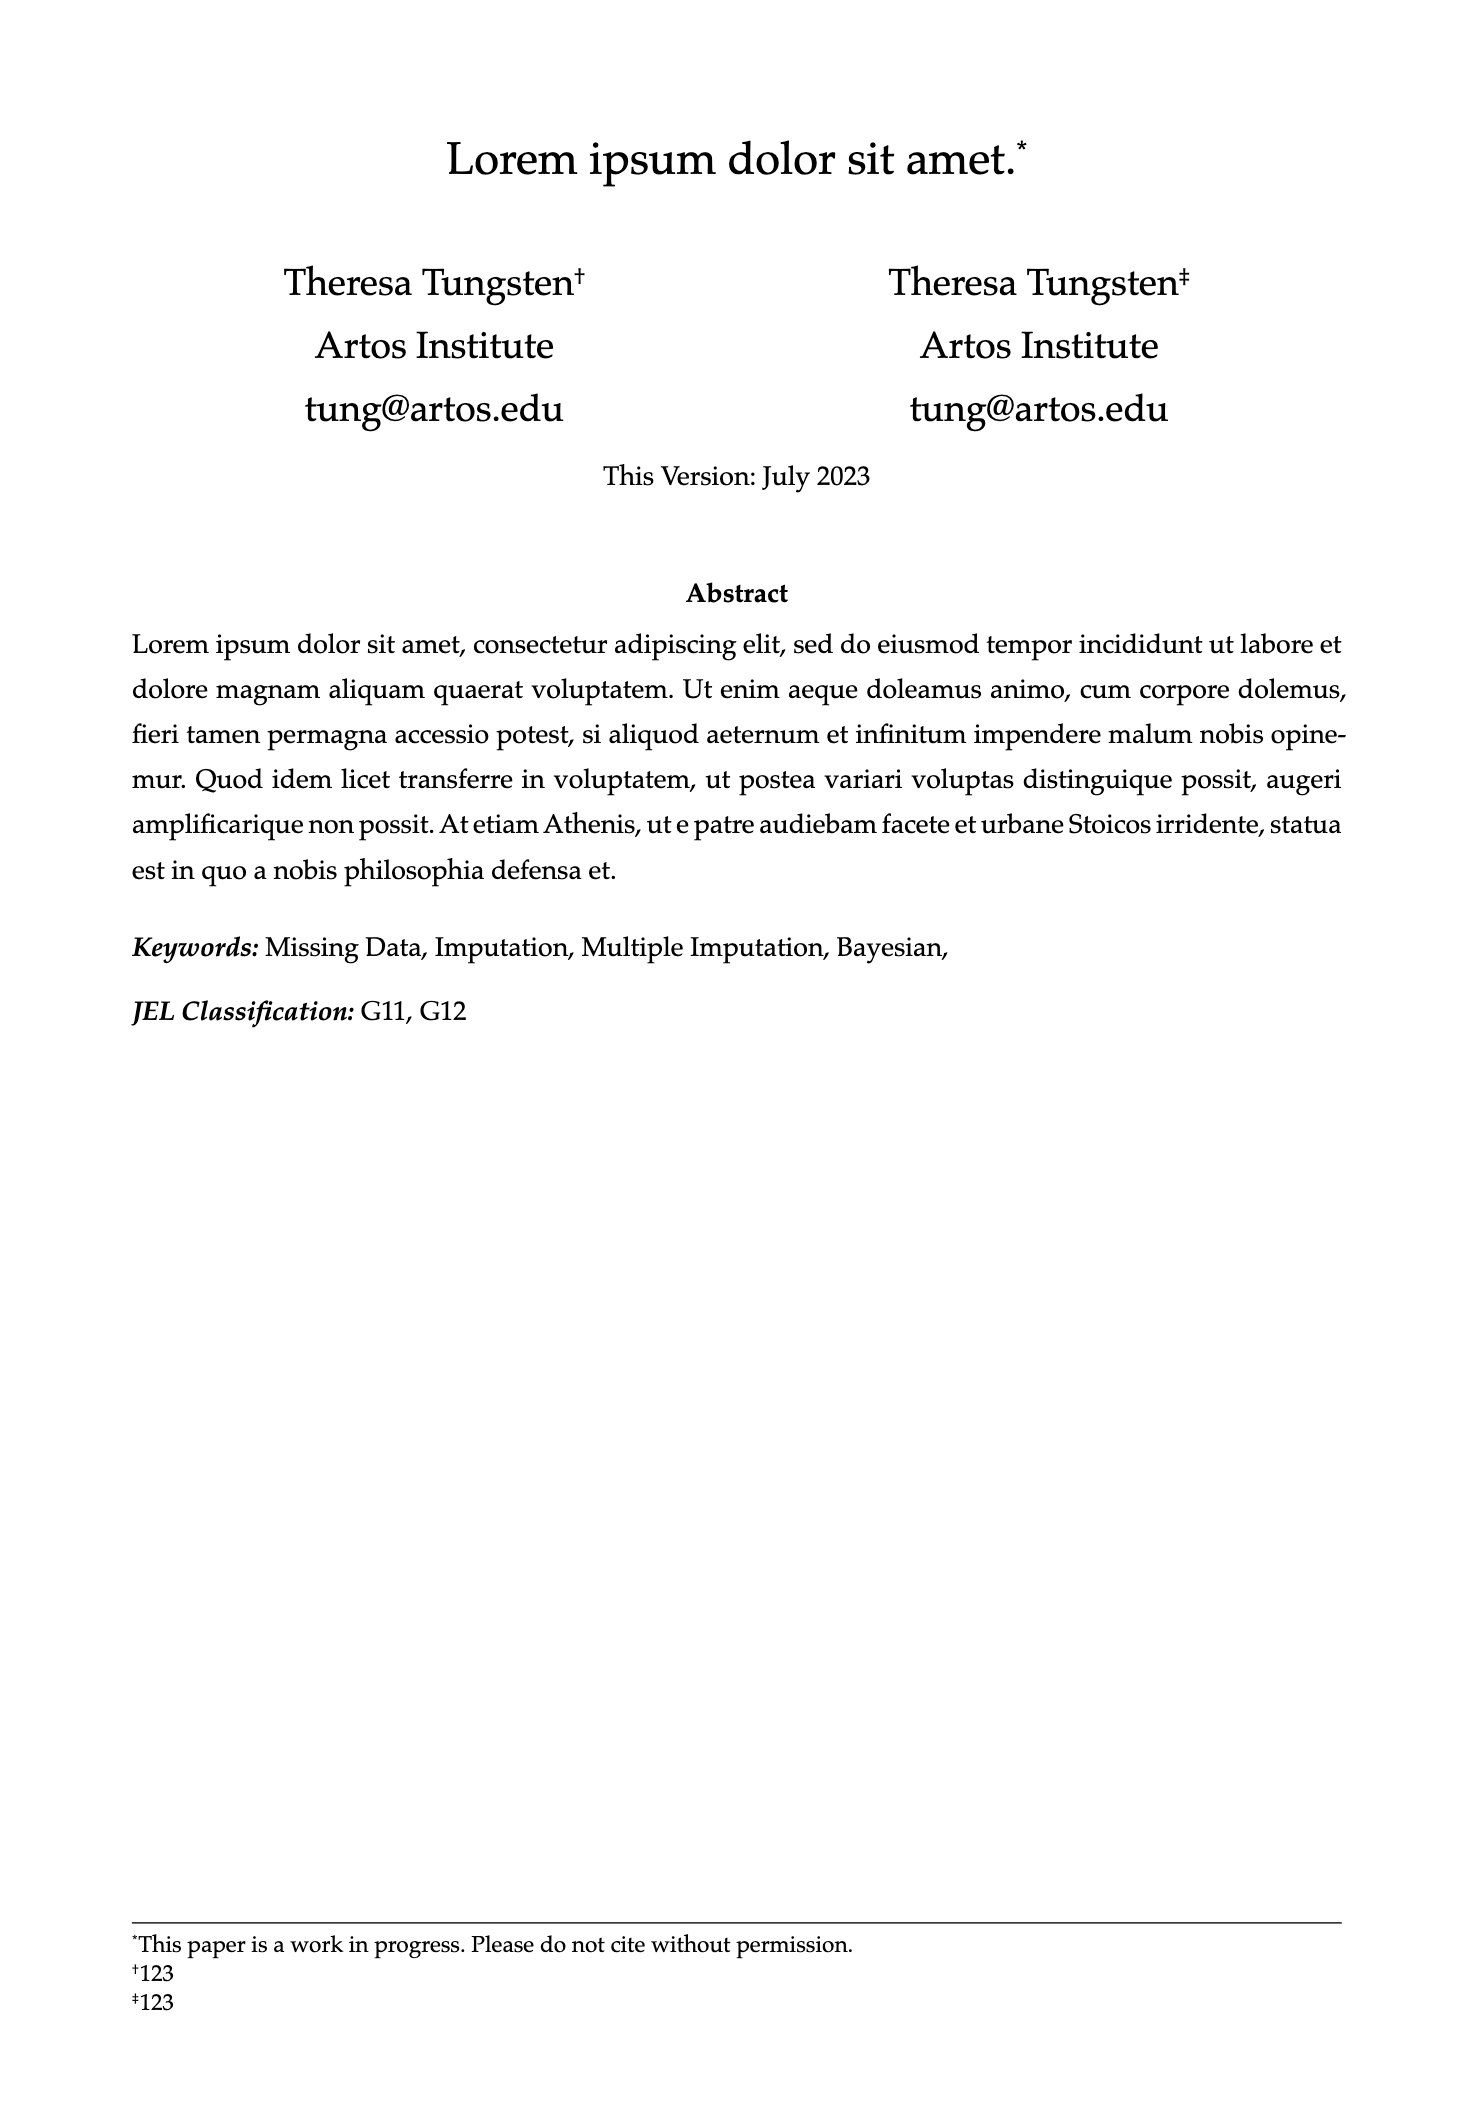 Lorem ipsum dolor sit amet.*
Theresa Tungsten† Theresa Tungsten‡
Artos Institute Artos Institute
tung@artos.edu tung@artos.edu
This Version: July 2023
Abstract
Lorem ipsum dolor sit amet, consectetur adipiscing elit, sed do eiusmod tempor incididunt ut labore et
dolore magnam aliquam quaerat voluptatem. Ut enim aeque doleamus animo, cum corpore dolemus,
fieri tamen permagna accessio potest, si aliquod aeternum et infinitum impendere malum nobis opine-
mur. Quod idem licet transferre in voluptatem, ut postea variari voluptas distinguique possit, augeri
amplificarique non possit. At etiam Athenis, ut e patre audiebam facete et urbane Stoicos irridente, statua
est in quo a nobis philosophia defensa et.
Keywords: Missing Data, Imputation, Multiple Imputation, Bayesian,
JEL Classification: G11, G12
*This paper is a work in progress. Please do not cite without permission.
†123
‡123